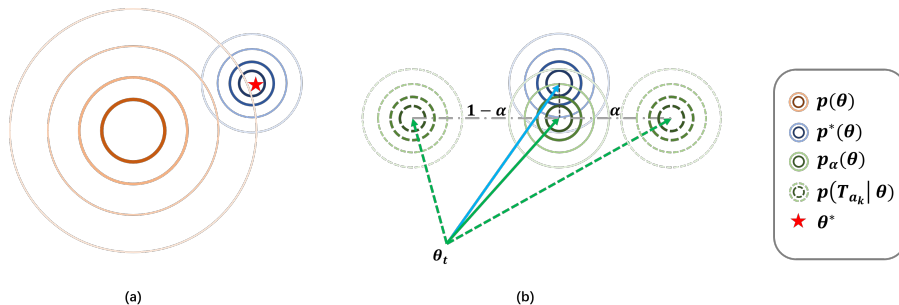 1 − α
α
θ_t
p(θ)
p*(θ)
p_α(θ)
p(T_{a_k} | θ)
θ*
(a)
(b)